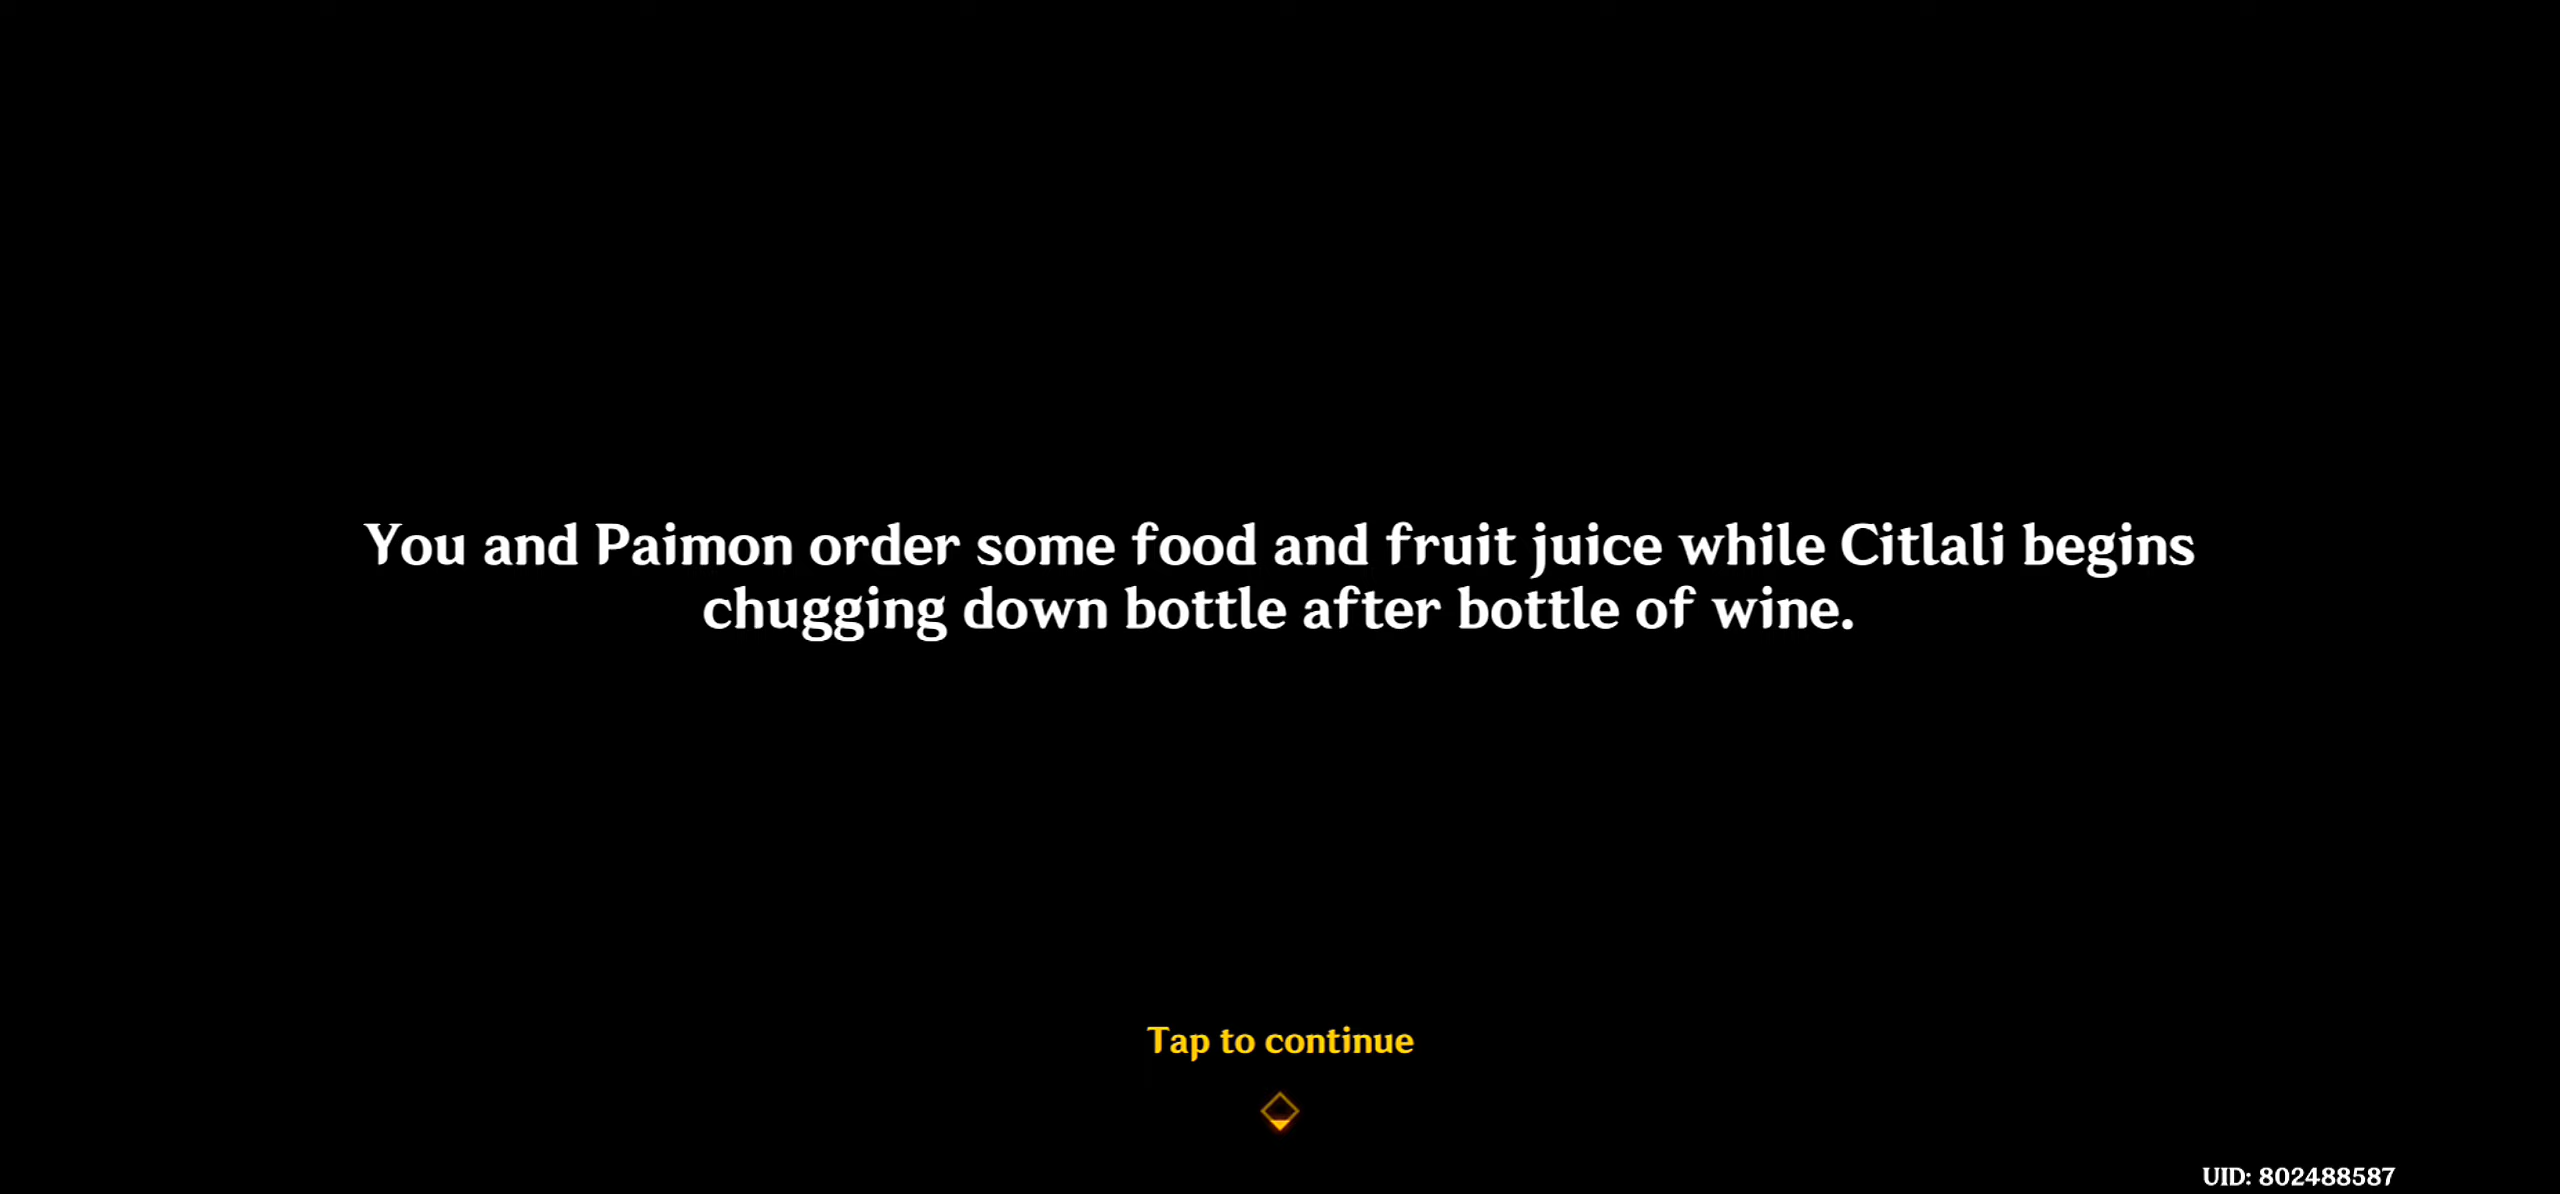 You and Paimon order some food and fruit juice while Citlali begins
chugging down bottle after bottle of wine.
Tap to continue
UID: 802488587